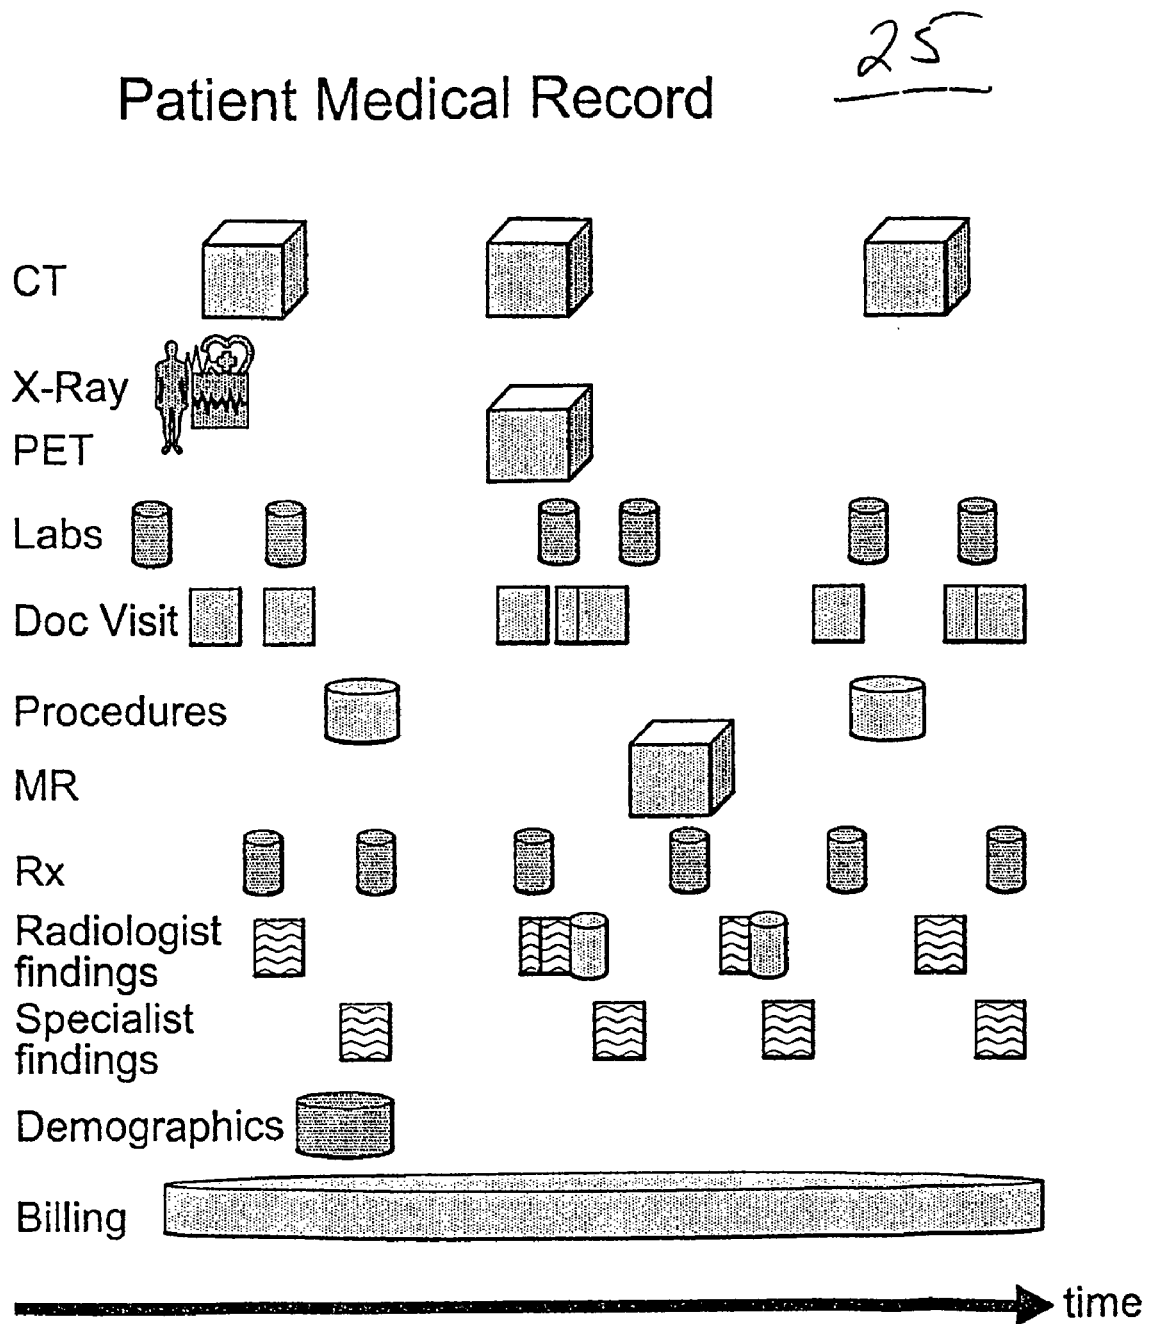 25
Patient Medical Record
CT
X-Ray
PET
Labs
Doc Visit
Procedures
MR
Rx
Radiologist
findings
Specialist
findings
Demographics
Billing
time